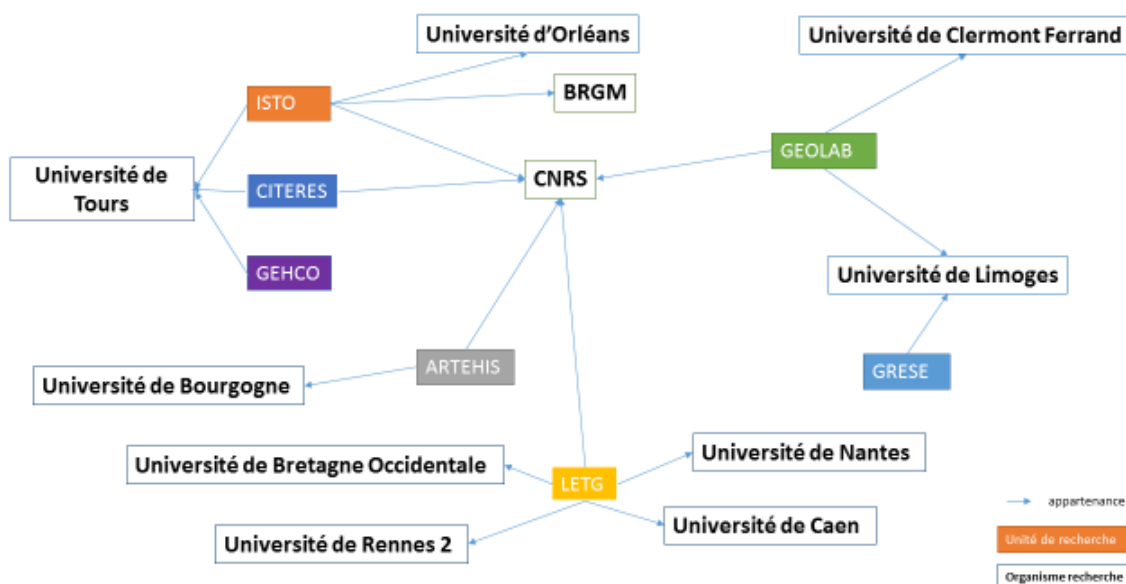 Université d'Orléans
Université de Clermont Ferrand
ISTO
BRGM
GEOLAB
Université de
Tours
CITERES
CNRS
GEHCO
Université de Limoges
ARTEHIS
GRESE
Université de Bourgogne
Université de Nantes
Université de Bretagne Occidentale
LETG
Université de Caen
Université de Rennes 2
appartenance
Unité de recherche
Organisme recherche